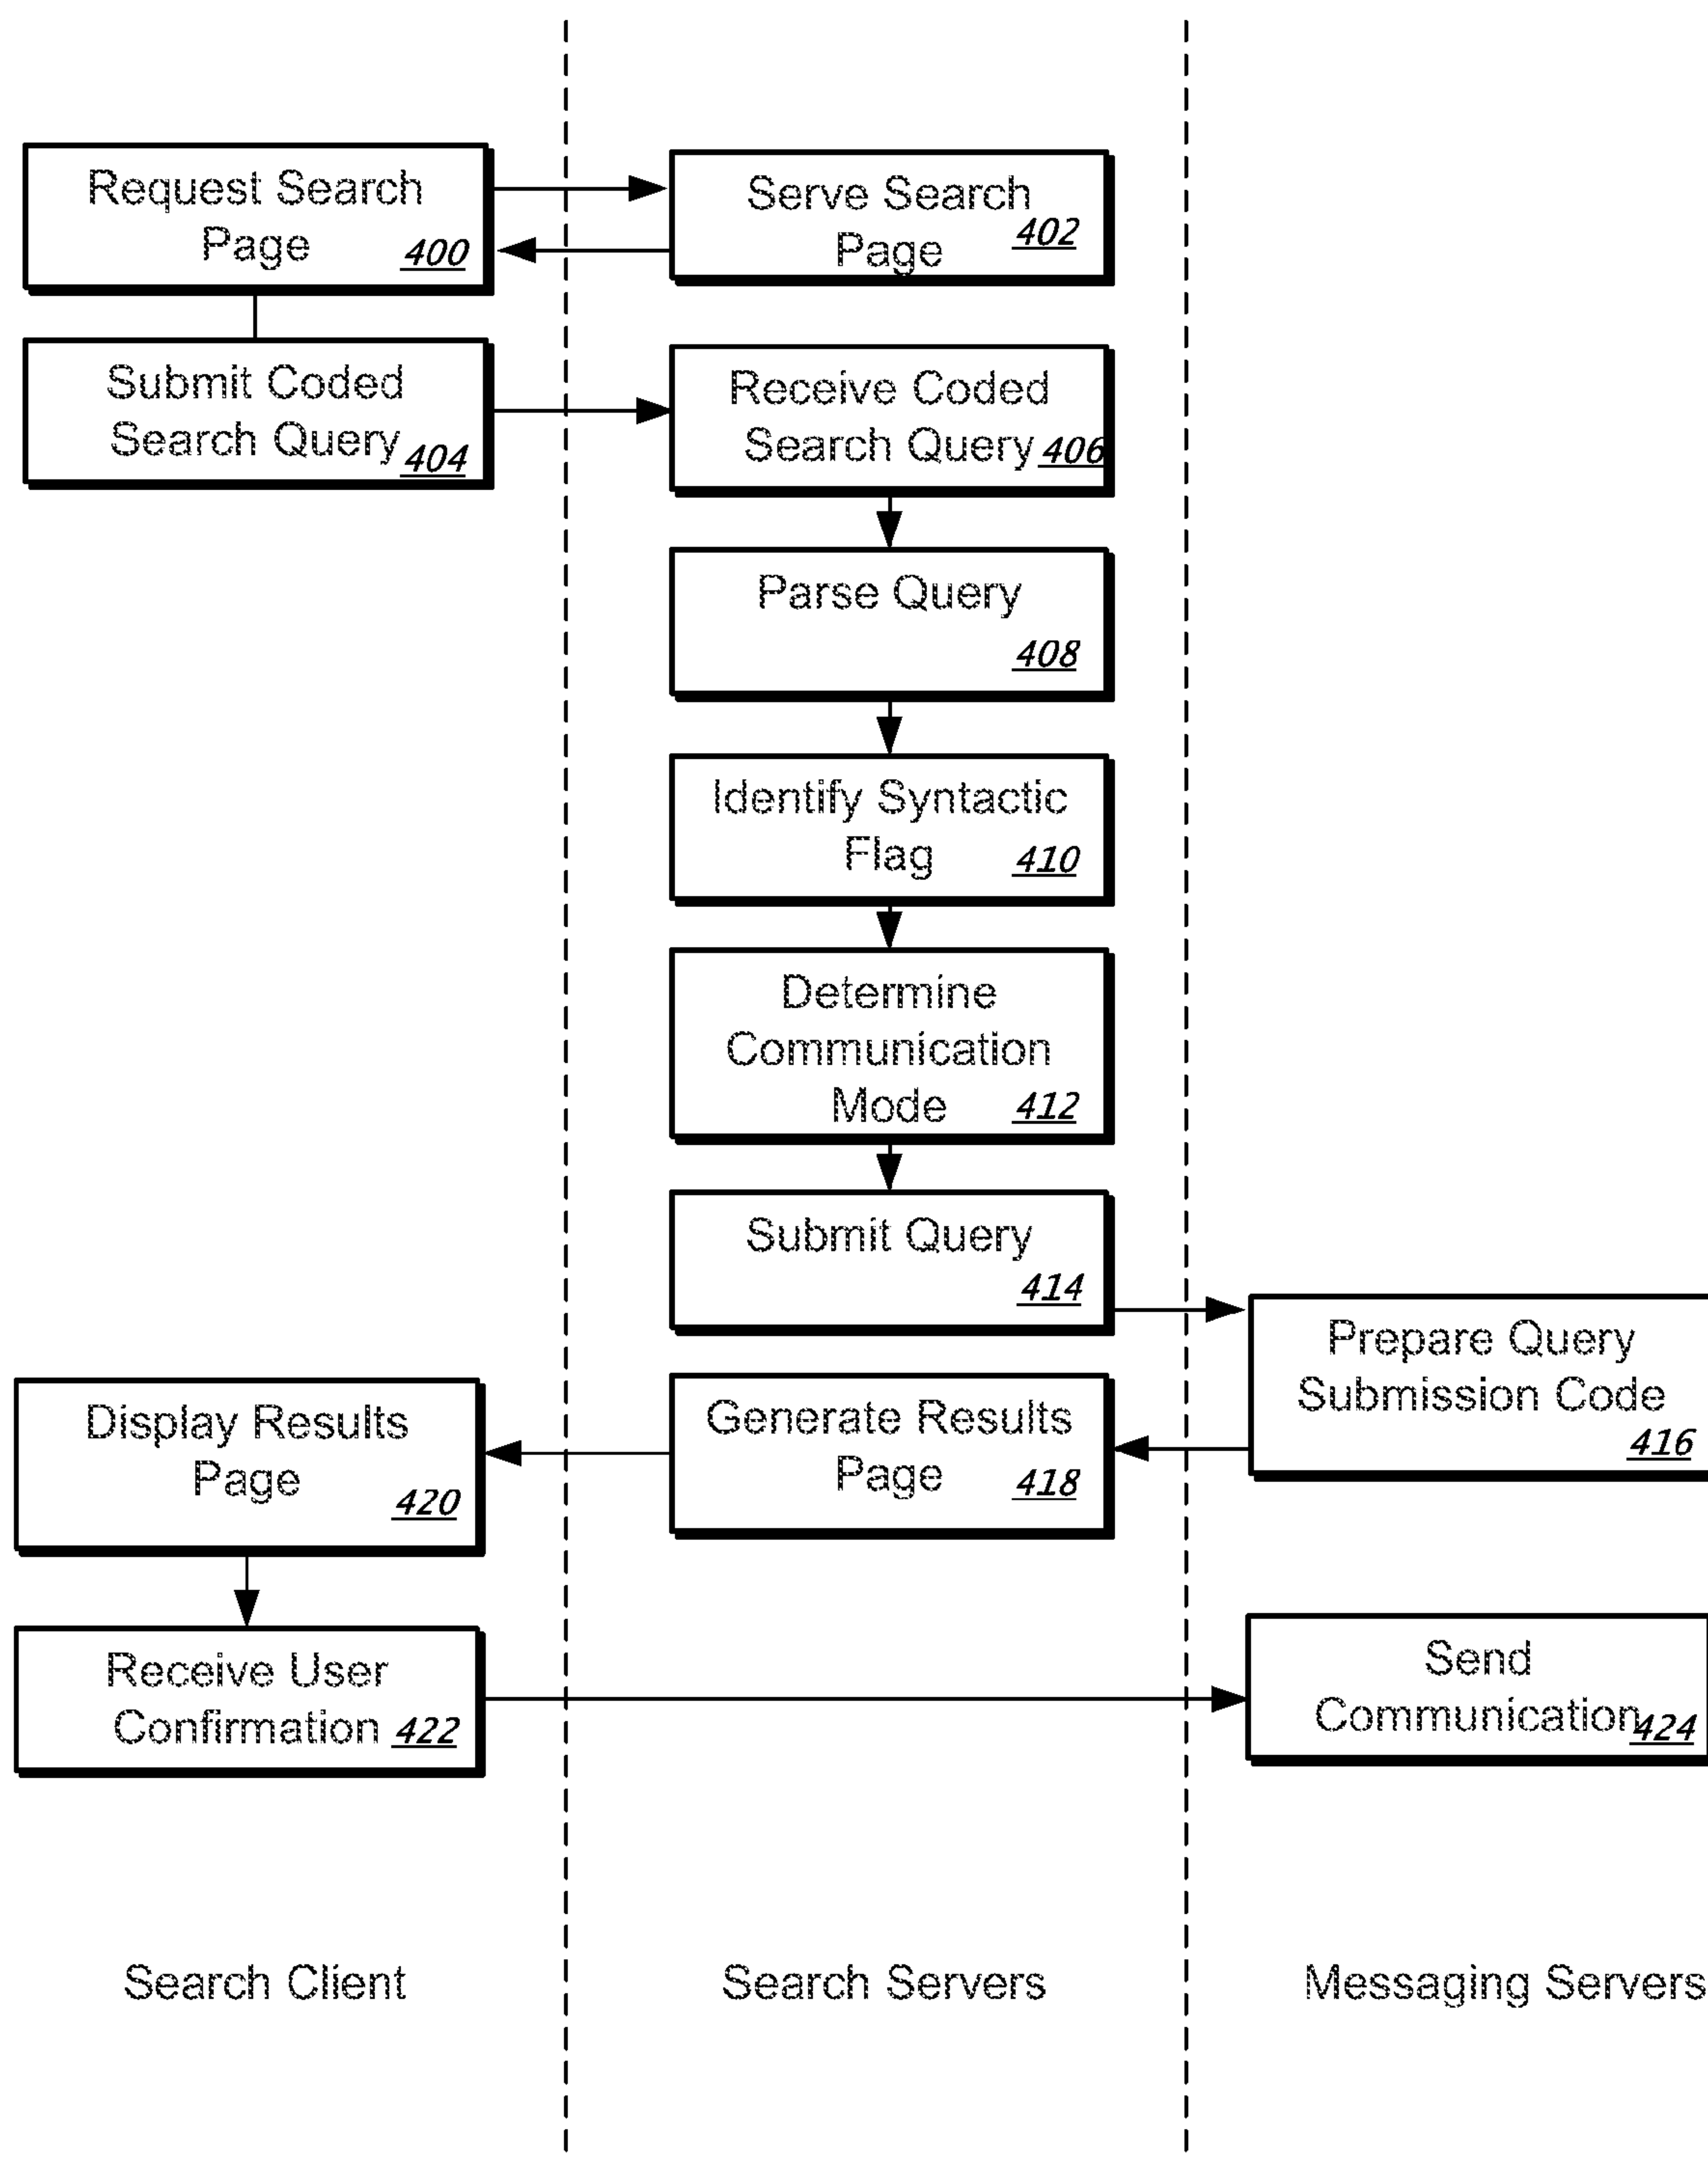 Request Search
Page 400
Serve Search
Page 402
Submit Coded
Search Query 404
Receive Coded
Search Query 406
Parse Query
408
Identify Syntactic
Flag 410
Determine
Communication
Mode 412
Submit Query
414
Prepare Query
Submission Code
416
Generate Results
Page 418
Display Results
Page 420
Receive User
Confirmation 422
Send
Communication 424
Search Client
Search Servers
Messaging Servers